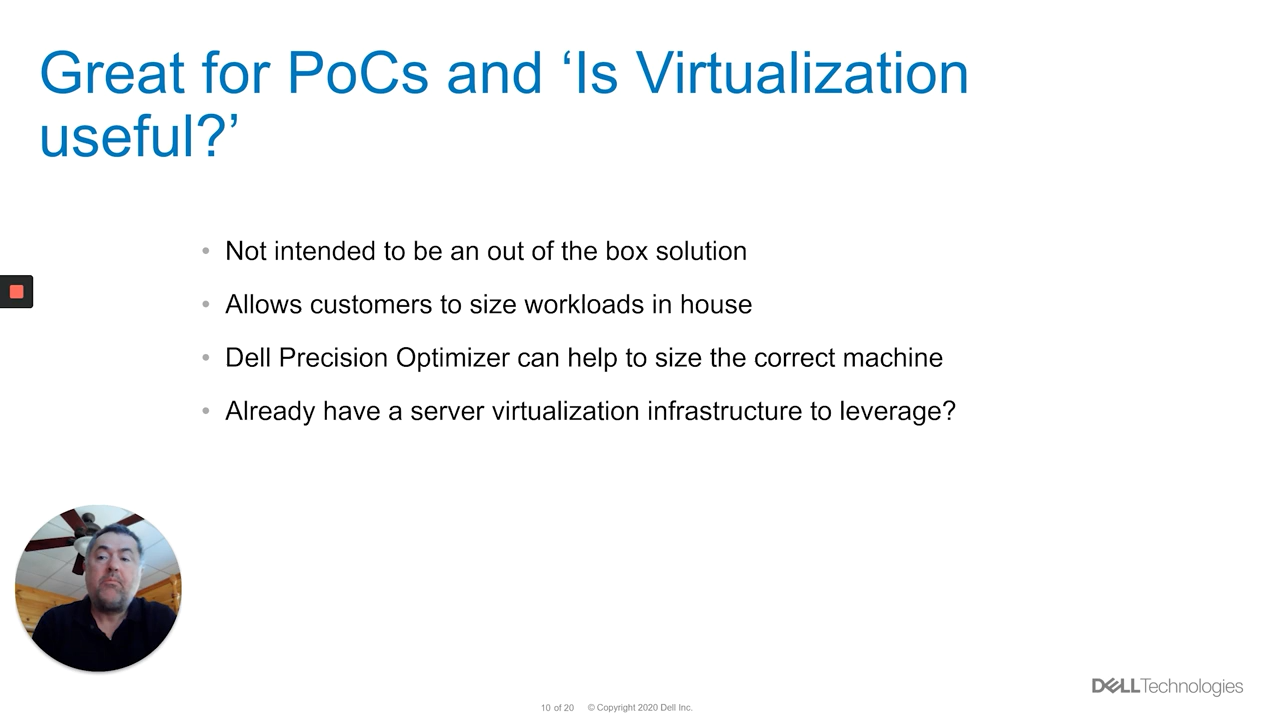 Great for PoCs and ‘Is Virtualization
useful?’
• Not intended to be an out of the box solution
• Allows customers to size workloads in house
• Dell Precision Optimizer can help to size the correct machine
• Already have a server virtualization infrastructure to leverage?
DELLTechnologies
10 of 20 © Copyright 2020 Dell Inc.